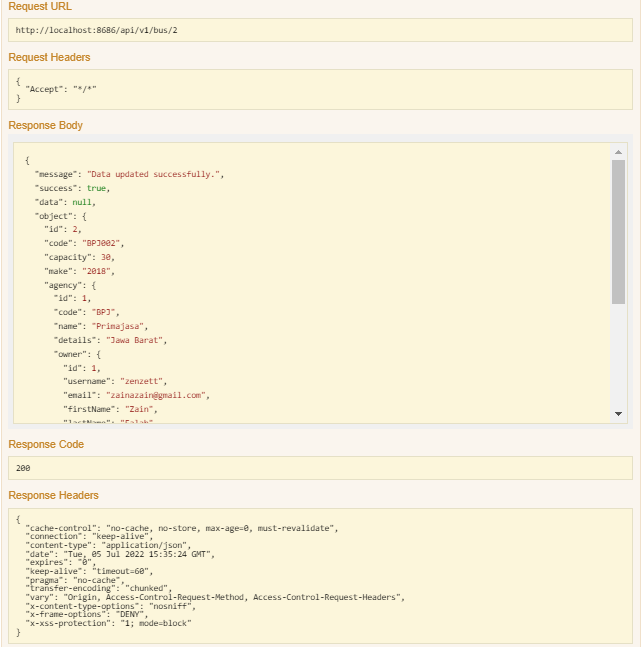 Request URL
http://localhost:8686/api/v1/bus/2
Request Headers
{
"Accept": "*/*"
}
Response Body
{
"message": "Data updated successfully.",
"success": true,
"data": null,
"object": {
"id": 2,
"code": "BPJ002",
"capacity": 30,
"make": "2018",
"agency": {
"id": 1,
"code": "BPJ",
"name": "Primajasa",
"details": "Jawa Barat",
"owner": {
"id": 1,
"username": "zenzett",
"email": "zainazain@gmail.com",
"firstName": "Zain",
"lastName": "Falah",
Response Code
200
Response Headers
{
"cache-control": "no-cache, no-store, max-age=0, must-revalidate",
"connection": "keep-alive",
"content-type": "application/json",
"date": "Tue, 05 Jul 2022 15:35:24 GMT",
"expires": "0",
"keep-alive": "timeout=60",
"pragma": "no-cache",
"transfer-encoding": "chunked",
"vary": "Origin, Access-Control-Request-Method, Access-Control-Request-Headers",
"x-content-type-options": "nosniff",
"x-frame-options": "DENY",
"x-xss-protection": "1; mode=block"
}